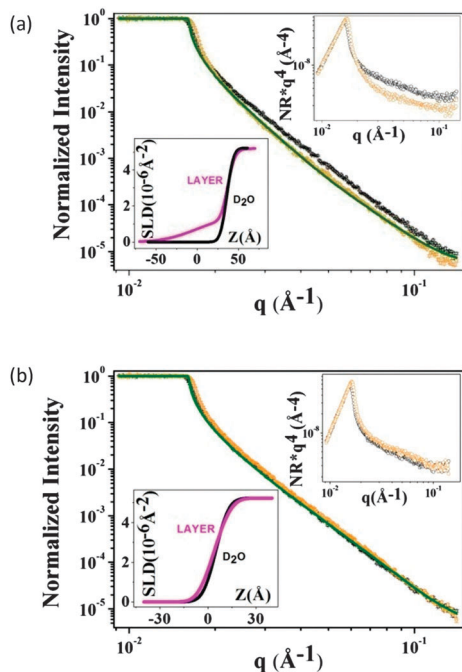 (a)
Normalized Intensity
10⁰
10⁻¹
10⁻²
10⁻³
10⁻⁴
10⁻⁵
NR*q⁴ (Å-4)
10⁻⁸
10⁻² 10⁻¹
q (Å-1)
SLD(10⁻⁶Å-2)
4
2
0
LAYER
D₂O
Z(Å)
-50 0 50
10⁻² 10⁻¹
q (Å⁻¹)
(b)
Normalized Intensity
10⁰
10⁻¹
10⁻²
10⁻³
10⁻⁴
10⁻⁵
NR*q⁴ (Å-4)
10⁻⁸
10⁻² 10⁻¹
q(Å-1)
SLD(10⁻⁶Å-2)
4
2
0
LAYER
D₂O
Z(Å)
-30 0 30
10⁻² 10⁻¹
q (Å⁻¹)